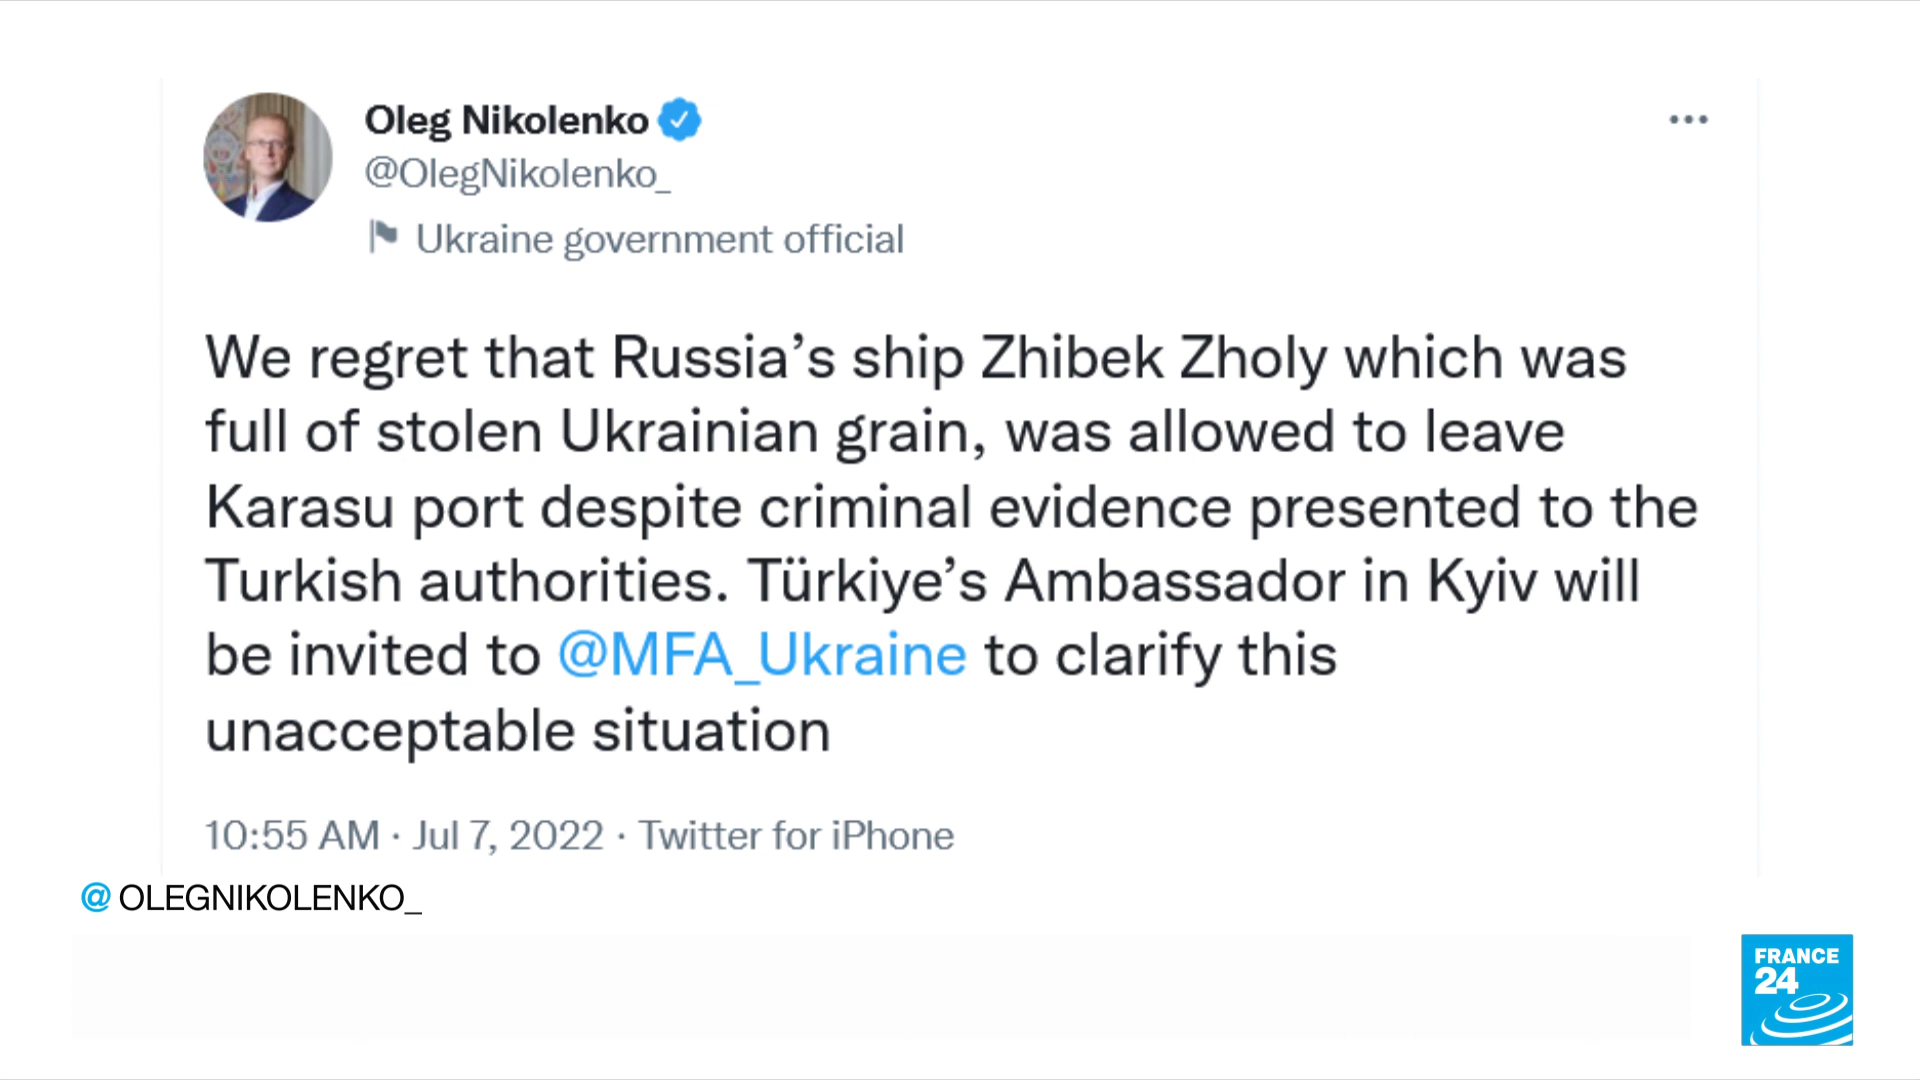 Oleg Nikolenko
@OlegNikolenko_
Ukraine government official
We regret that Russia’s ship Zhibek Zholy which was
full of stolen Ukrainian grain, was allowed to leave
Karasu port despite criminal evidence presented to the
Turkish authorities. Türkiye’s Ambassador in Kyiv will
be invited to @MFA_Ukraine to clarify this
unacceptable situation
10:55 AM · Jul 7, 2022 · Twitter for iPhone
@ OLEGNIKOLENKO_
FRANCE
24